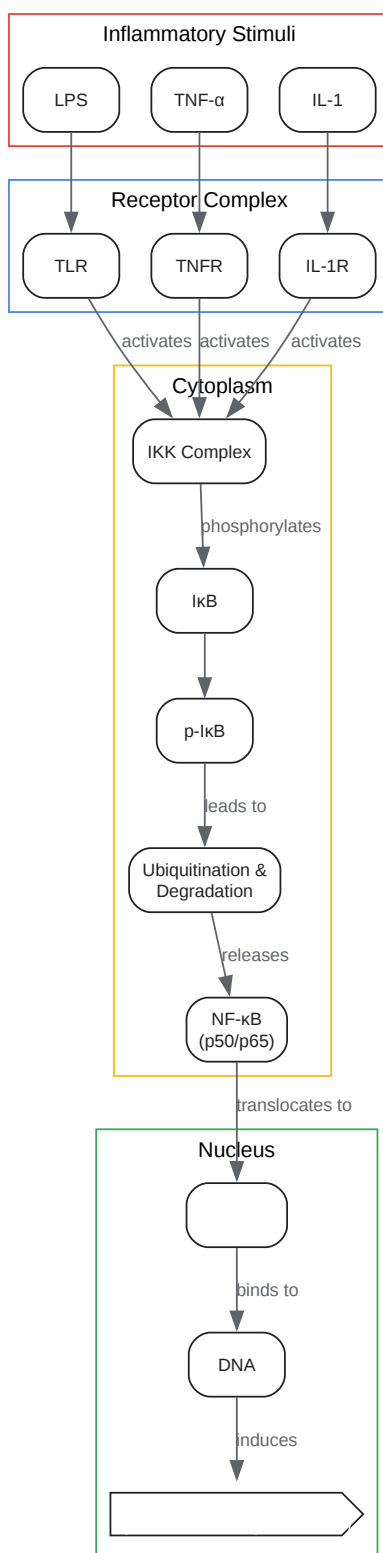 Inflammatory Stimuli
LPS
TNF-α
IL-1
Receptor Complex
TLR
TNFR
IL-1R
activates
activates
activates
Cytoplasm
IKK Complex
phosphorylates
IκB
p-IκB
leads to
Ubiquitination &
Degradation
releases
NF-κB
(p50/p65)
translocates to
Nucleus
binds to
DNA
induces